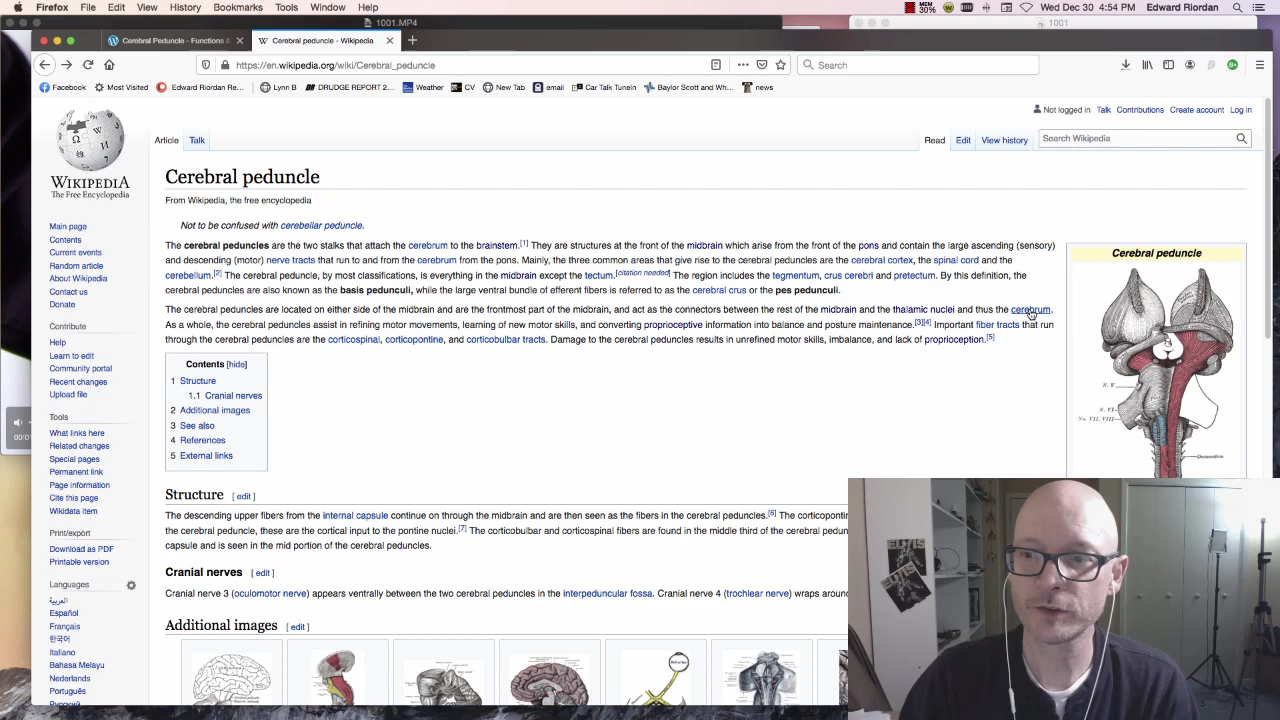 Firefox File Edit View History Bookmarks Tools Window Help
MEM 30% Wed Dec 30 4:54 PM Edward Riordan
1001.MP4
1001
Cerebral Peduncle - Functions &
Cerebral peduncle - Wikipedia
https://en.wikipedia.org/wiki/Cerebral_peduncle
Search
Facebook Most Visited Edward Riordan Re... Lynn B DRUDGE REPORT 2... Weather CV New Tab email Car Talk TuneIn Baylor Scott and Wh... news
Not logged in Talk Contributions Create account Log in
Article Talk
Read Edit View history Search Wikipedia
WIKIPEDIA
The Free Encyclopedia
Main page
Contents
Current events
Random article
About Wikipedia
Contact us
Donate
Contribute
Help
Learn to edit
Community portal
Recent changes
Upload file
Tools
What links here
Related changes
Special pages
Permanent link
Page information
Cite this page
Wikidata item
Print/export
Download as PDF
Printable version
Languages
العربية
Español
Français
한국어
Italiano
Bahasa Melayu
Nederlands
Português
Русский
Cerebral peduncle
From Wikipedia, the free encyclopedia
Not to be confused with cerebellar peduncle.
The cerebral peduncles are the two stalks that attach the cerebrum to the brainstem.[1] They are structures at the front of the midbrain which arise from the front of the pons and contain the large ascending (sensory)
and descending (motor) nerve tracts that run to and from the cerebrum from the pons. Mainly, the three common areas that give rise to the cerebral peduncles are the cerebral cortex, the spinal cord and the
cerebellum.[2] The cerebral peduncle, by most classifications, is everything in the midbrain except the tectum.[citation needed] The region includes the tegmentum, crus cerebri and pretectum. By this definition, the
cerebral peduncles are also known as the basis pedunculi, while the large ventral bundle of efferent fibers is referred to as the cerebral crus or the pes pedunculi.
The cerebral peduncles are located on either side of the midbrain and are the frontmost part of the midbrain, and act as the connectors between the rest of the midbrain and the thalamic nuclei and thus the cerebrum.
As a whole, the cerebral peduncles assist in refining motor movements, learning of new motor skills, and converting proprioceptive information into balance and posture maintenance.[3][4] Important fiber tracts that run
through the cerebral peduncles are the corticospinal, corticopontine, and corticobulbar tracts. Damage to the cerebral peduncles results in unrefined motor skills, imbalance, and lack of proprioception.[5]
Contents [hide]
1 Structure
1.1 Cranial nerves
2 Additional images
3 See also
4 References
5 External links
Structure [ edit ]
The descending upper fibers from the internal capsule continue on through the midbrain and are then seen as the fibers in the cerebral peduncles.[6] The corticopontin
the cerebral peduncle, these are the cortical input to the pontine nuclei.[7] The corticobulbar and corticospinal fibers are found in the middle third of the cerebral pedu
capsule and is seen in the mid portion of the cerebral peduncles.
Cranial nerves [ edit ]
Cranial nerve 3 (oculomotor nerve) appears ventrally between the two cerebral peduncles in the interpeduncular fossa. Cranial nerve 4 (trochlear nerve) wraps aroun
Additional images [ edit ]
Cerebral peduncle
N. V
N. VI
Nn. VII, VIII
Decussation
ELVIS